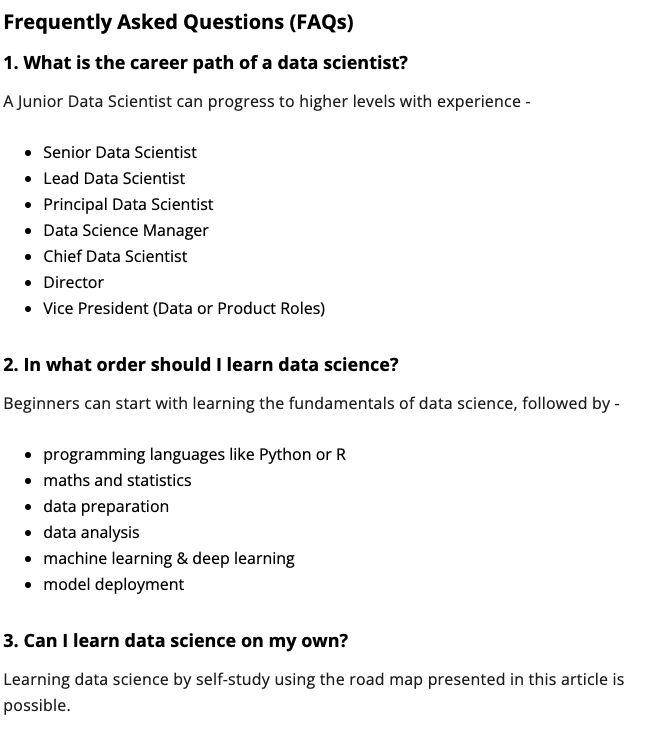 Frequently Asked Questions (FAQs)
1. What is the career path of a data scientist?
A Junior Data Scientist can progress to higher levels with experience -
• Senior Data Scientist
• Lead Data Scientist
• Principal Data Scientist
• Data Science Manager
• Chief Data Scientist
• Director
• Vice President (Data or Product Roles)
2. In what order should I learn data science?
Beginners can start with learning the fundamentals of data science, followed by -
• programming languages like Python or R
• maths and statistics
• data preparation
• data analysis
• machine learning & deep learning
• model deployment
3. Can I learn data science on my own?
Learning data science by self-study using the road map presented in this article is
possible.